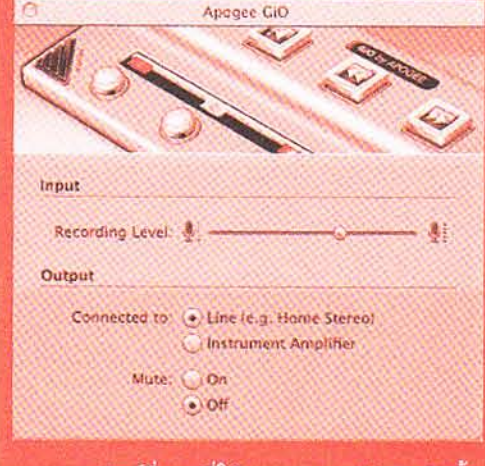 Apogee GiO
GiO by APOGEE
Input
Recording Level:
Output
Connected to: Line (e.g. Home Stereo)
Instrument Amplifier
Mute: On
Off